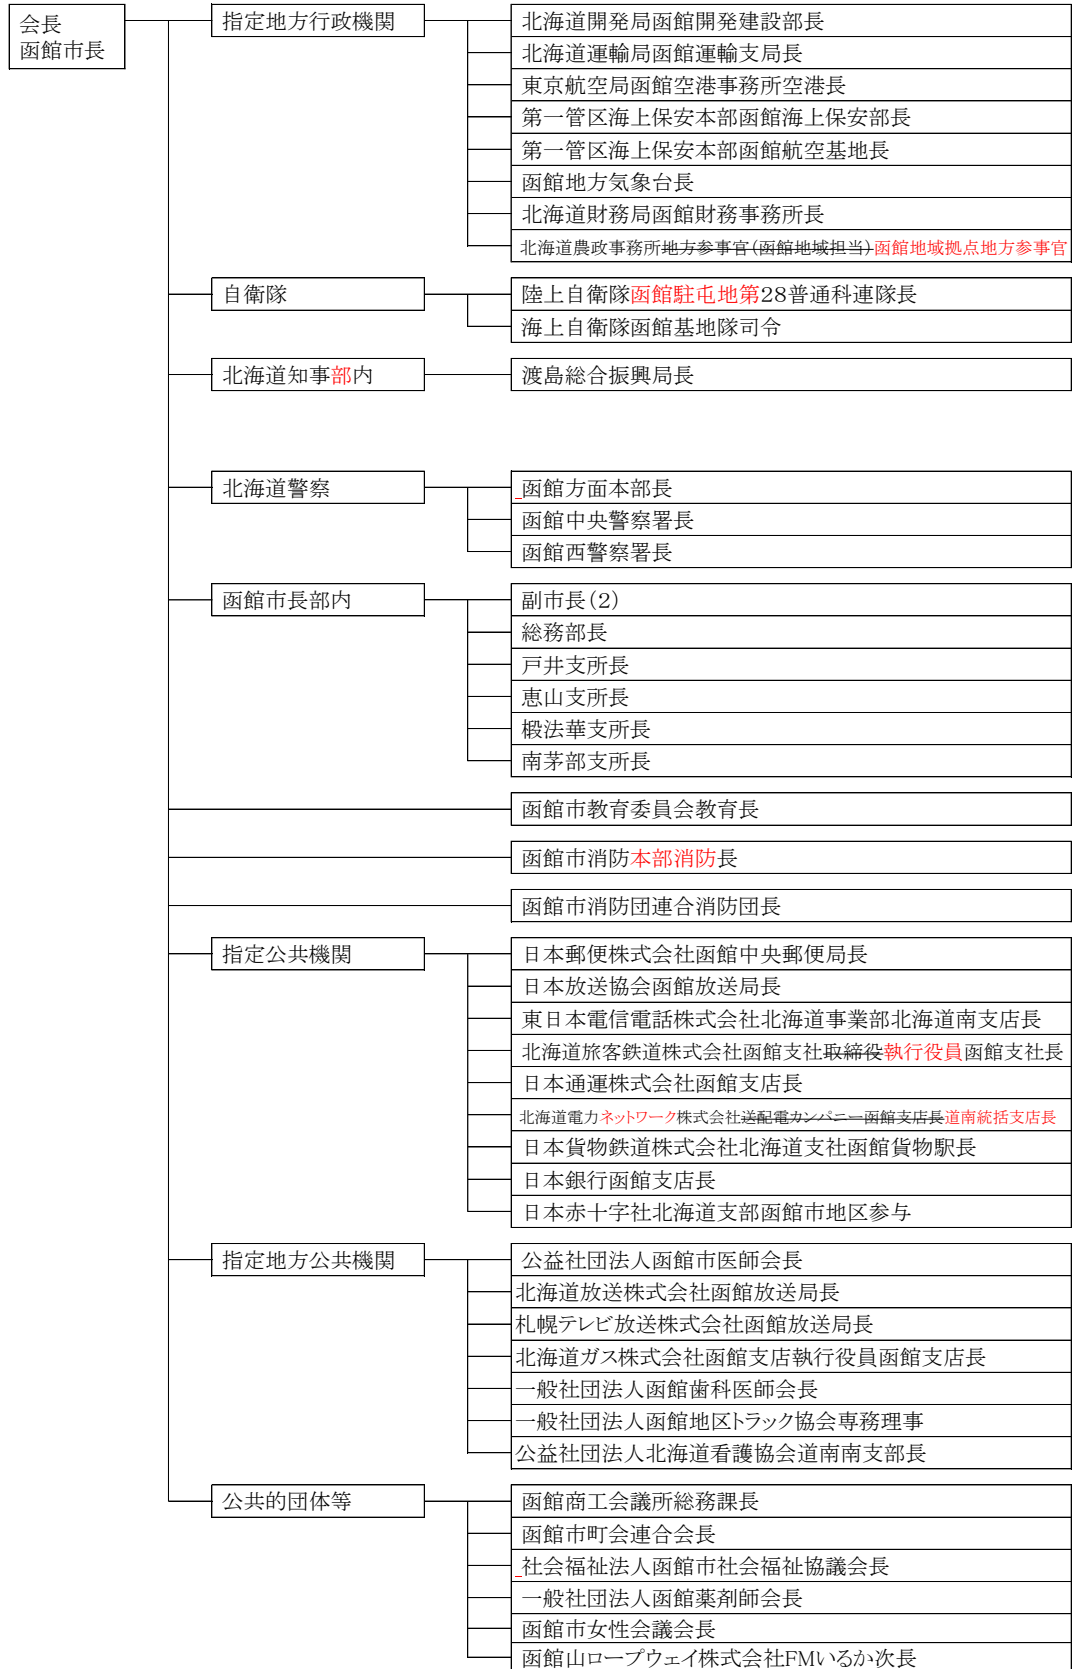 会長
函館市長
指定地方行政機関
北海道開発局函館開発建設部長
北海道運輸局函館運輸支局長
東京航空局函館空港事務所空港長
第一管区海上保安本部函館海上保安部長
第一管区海上保安本部函館航空基地長
函館地方気象台長
北海道財務局函館財務事務所長
北海道農政事務所地方参事官(函館地域担当)函館地域拠点地方参事官
自衛隊
陸上自衛隊函館駐屯地第28普通科連隊長
海上自衛隊函館基地隊司令
北海道知事部内
渡島総合振興局長
北海道警察
函館方面本部長
函館中央警察署長
函館西警察署長
函館市長部内
副市長(2)
総務部長
戸井支所長
恵山支所長
椴法華支所長
南茅部支所長
函館市教育委員会教育長
函館市消防本部消防長
函館市消防団連合消防団長
指定公共機関
日本郵便株式会社函館中央郵便局長
日本放送協会函館放送局長
東日本電信電話株式会社北海道事業部北海道南支店長
北海道旅客鉄道株式会社函館支社取締役執行役員函館支社長
日本通運株式会社函館支店長
北海道電力ネットワーク株式会社送配電カンパニー函館支店長道南統括支店長
日本貨物鉄道株式会社北海道支社函館貨物駅長
日本銀行函館支店長
日本赤十字社北海道支部函館市地区参与
指定地方公共機関
公益社団法人函館市医師会長
北海道放送株式会社函館放送局長
札幌テレビ放送株式会社函館放送局長
北海道ガス株式会社函館支店執行役員函館支店長
一般社団法人函館歯科医師会長
一般社団法人函館地区トラック協会専務理事
公益社団法人北海道看護協会道南南支部長
公共的団体等
函館商工会議所総務課長
函館市町会連合会長
社会福祉法人函館市社会福祉協議会長
一般社団法人函館薬剤師会長
函館市女性会議会長
函館山ロープウェイ株式会社FMいるか次長